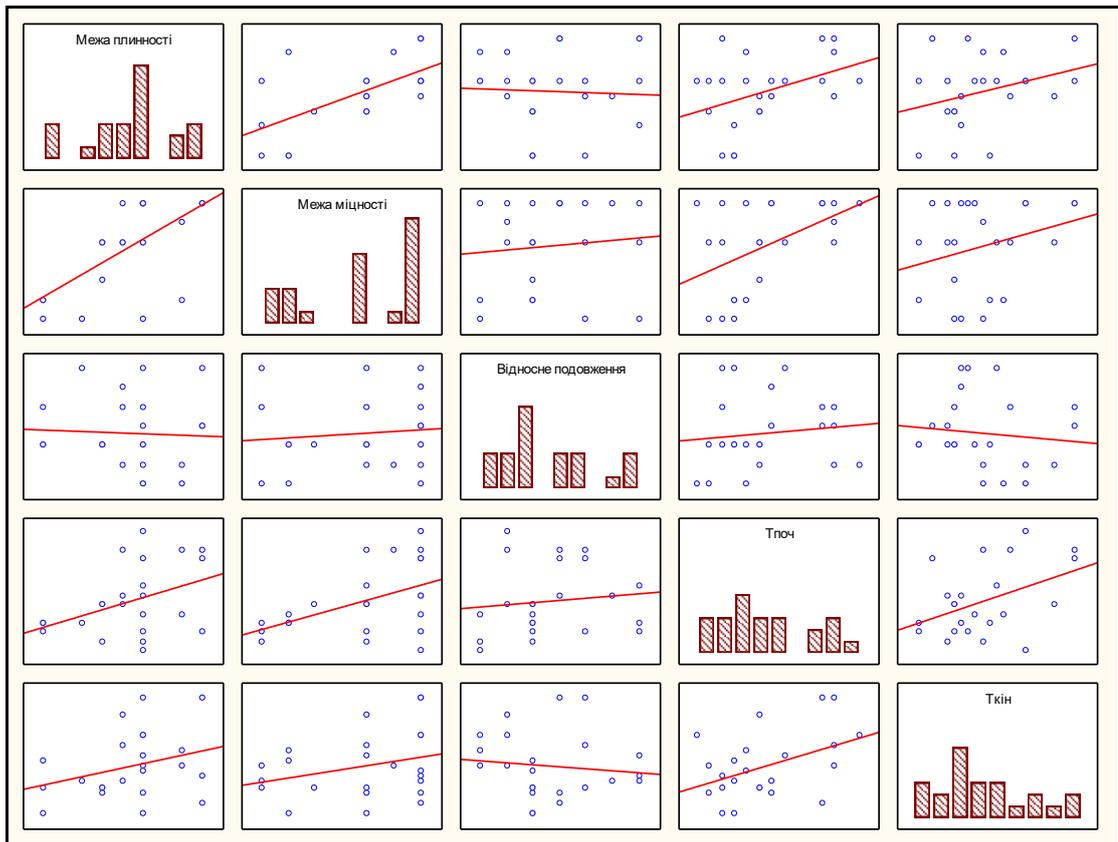 Межа плинності
Межа міцності
Відносне подовження
Тпоч
Ткін